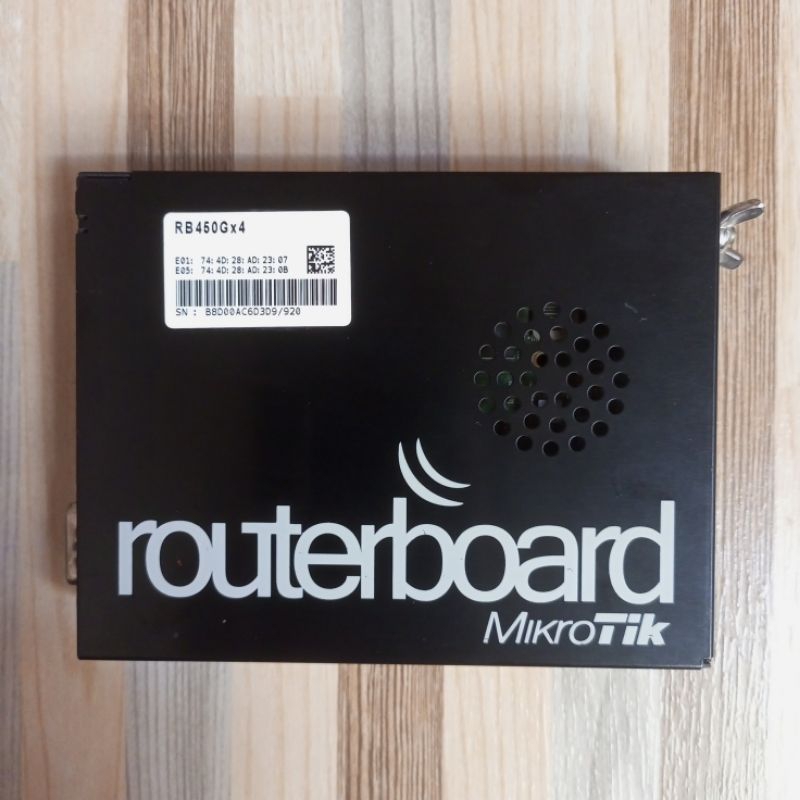 RB450Gx4
E01: 74:4D:28:AD:23:07
E05: 74:4D:28:AD:23:0B
SN : B8D00AC6D3D9/920
routerboard
MikroTik